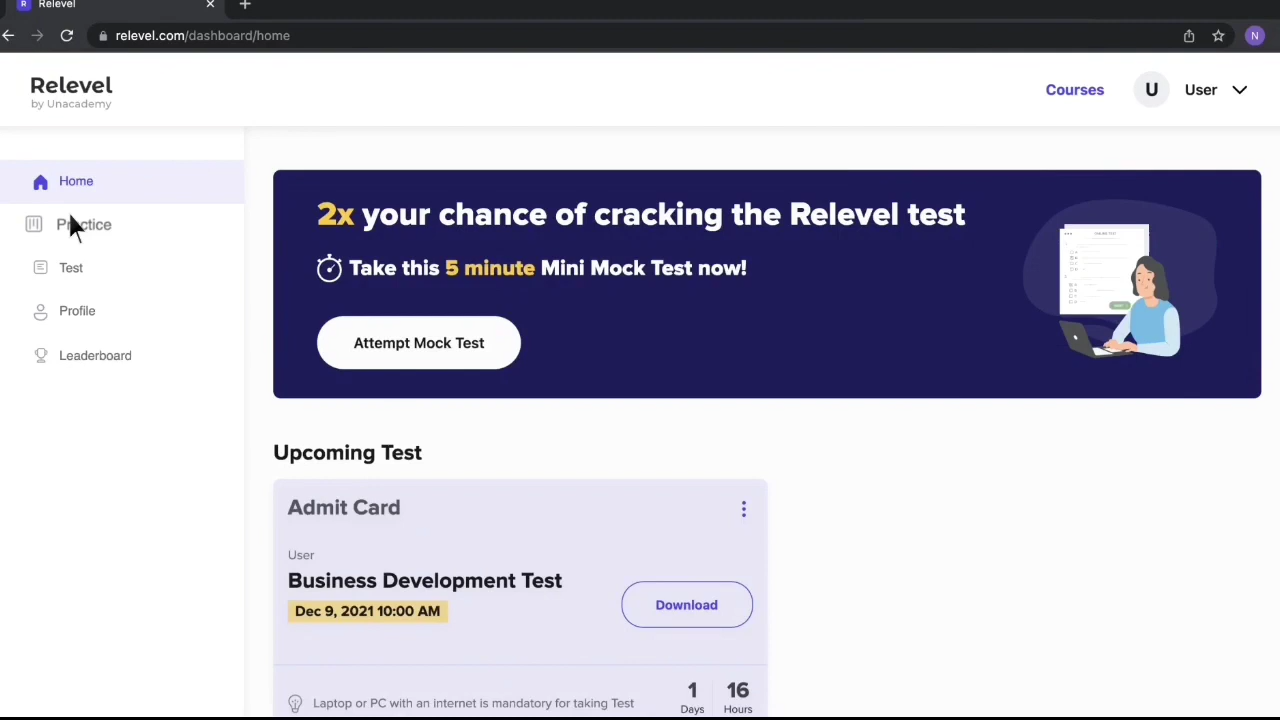 Relevel
relevel.com/dashboard/home
N
Relevel
by Unacademy
Courses
U
User
Home
Practice
Test
Profile
Leaderboard
2x your chance of cracking the Relevel test
Take this 5 minute Mini Mock Test now!
Attempt Mock Test
Upcoming Test
Admit Card
User
Business Development Test
Dec 9, 2021 10:00 AM
Download
Laptop or PC with an internet is mandatory for taking Test
1
Days
16
Hours